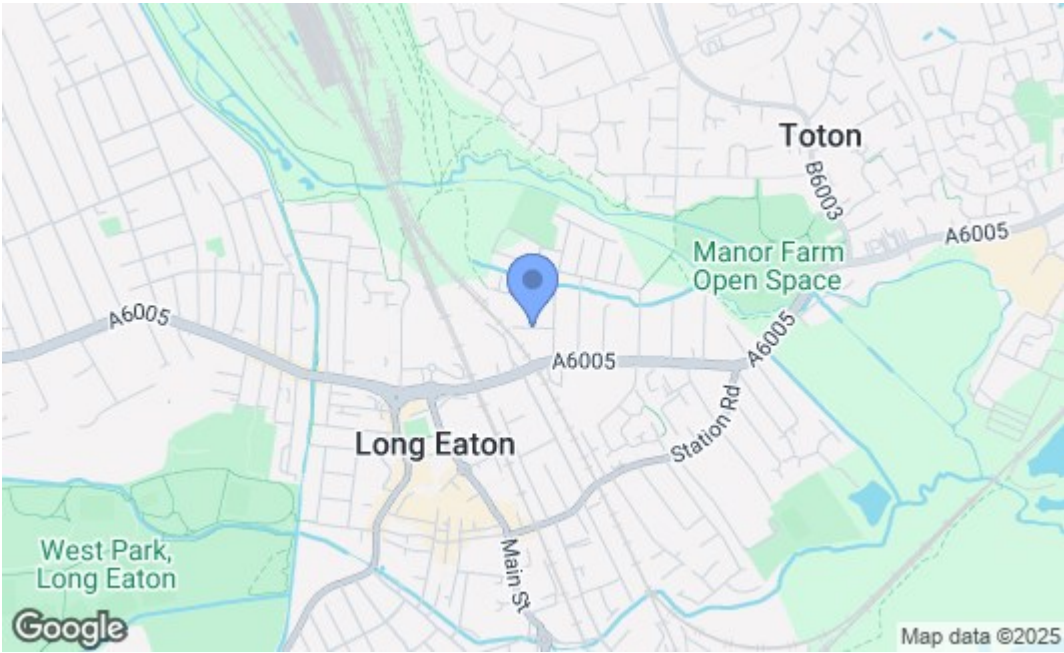 Toton
B6003
A6005
Manor Farm
Open Space
A6005
A6005
A6005
Station Rd
Long Eaton
Main St
West Park,
Long Eaton
Google
Map data ©2025